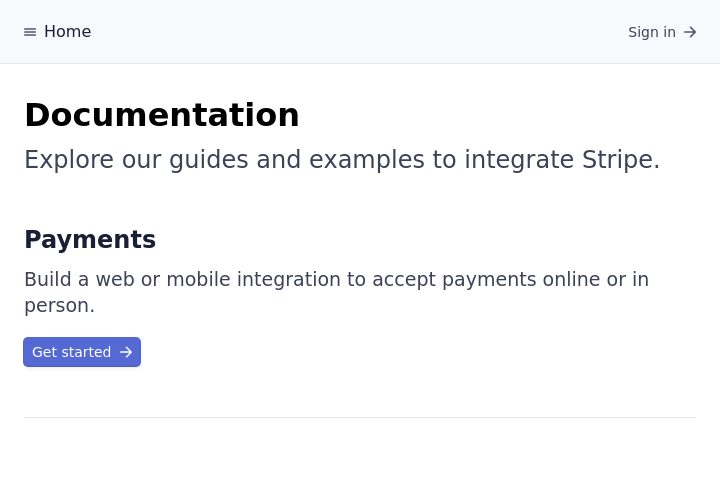 Home
Sign in
Documentation
Explore our guides and examples to integrate Stripe.
Payments
Build a web or mobile integration to accept payments online or in
person.
Get started